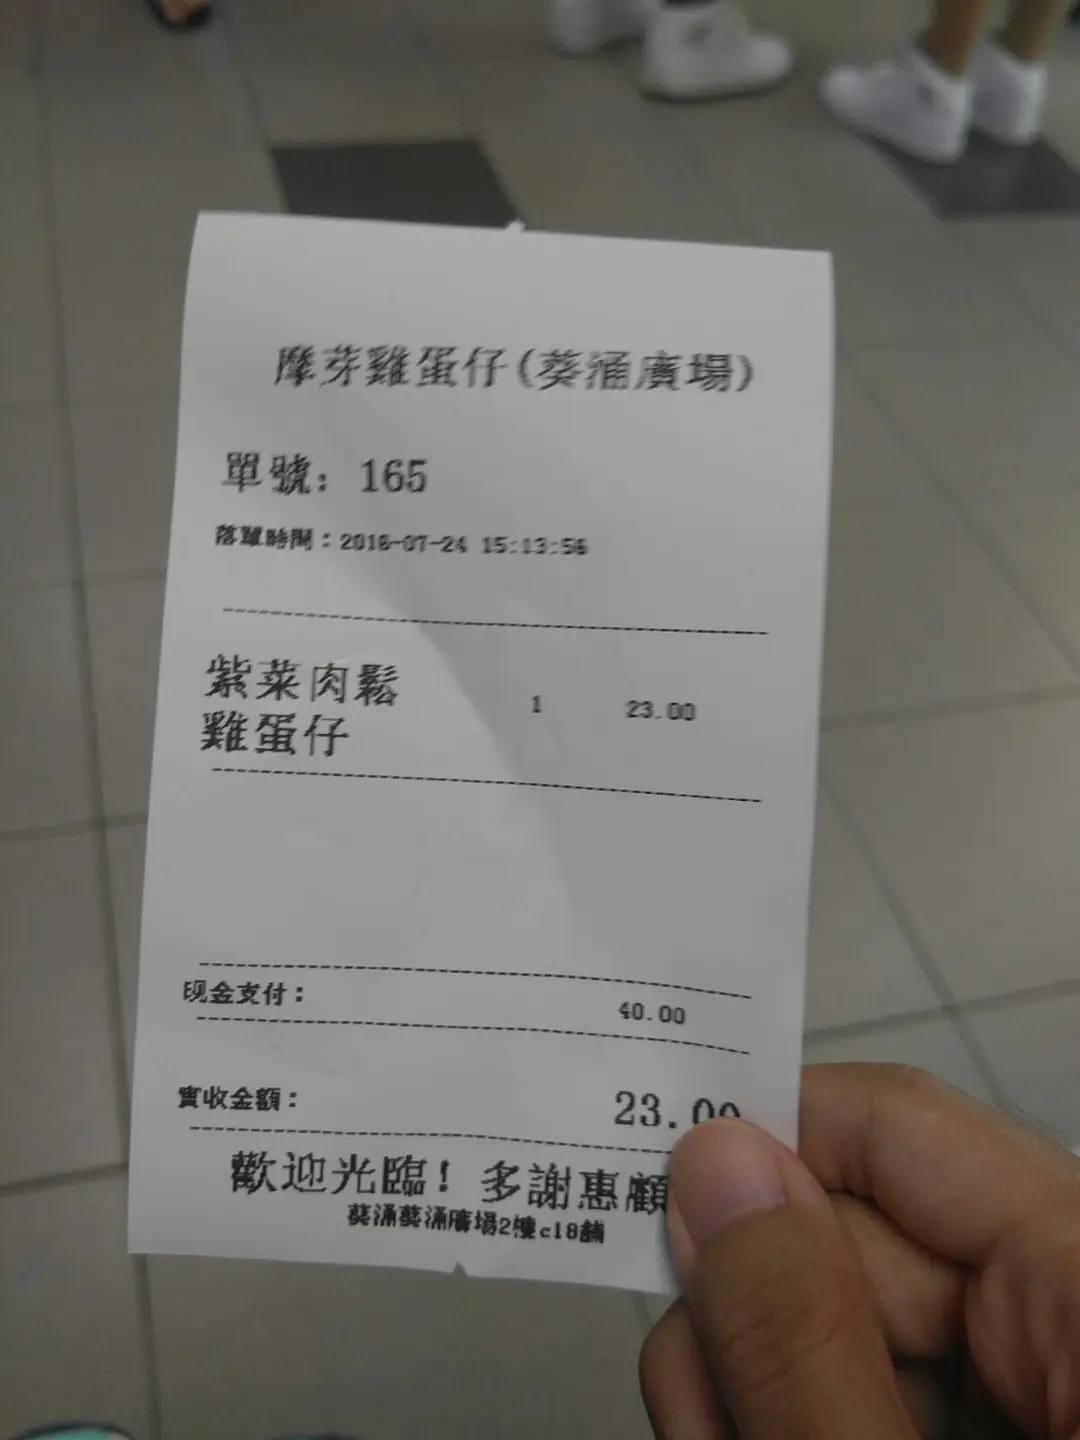 摩芽雞蛋仔(葵涌廣場)
單號: 165
落單時間:2016-07-24 15:13:56
紫菜肉鬆 1 23.00
雞蛋仔
现金支付: 40.00
實收金額: 23.00
歡迎光臨! 多謝惠顧
葵涌葵涌廣場2樓c18舖